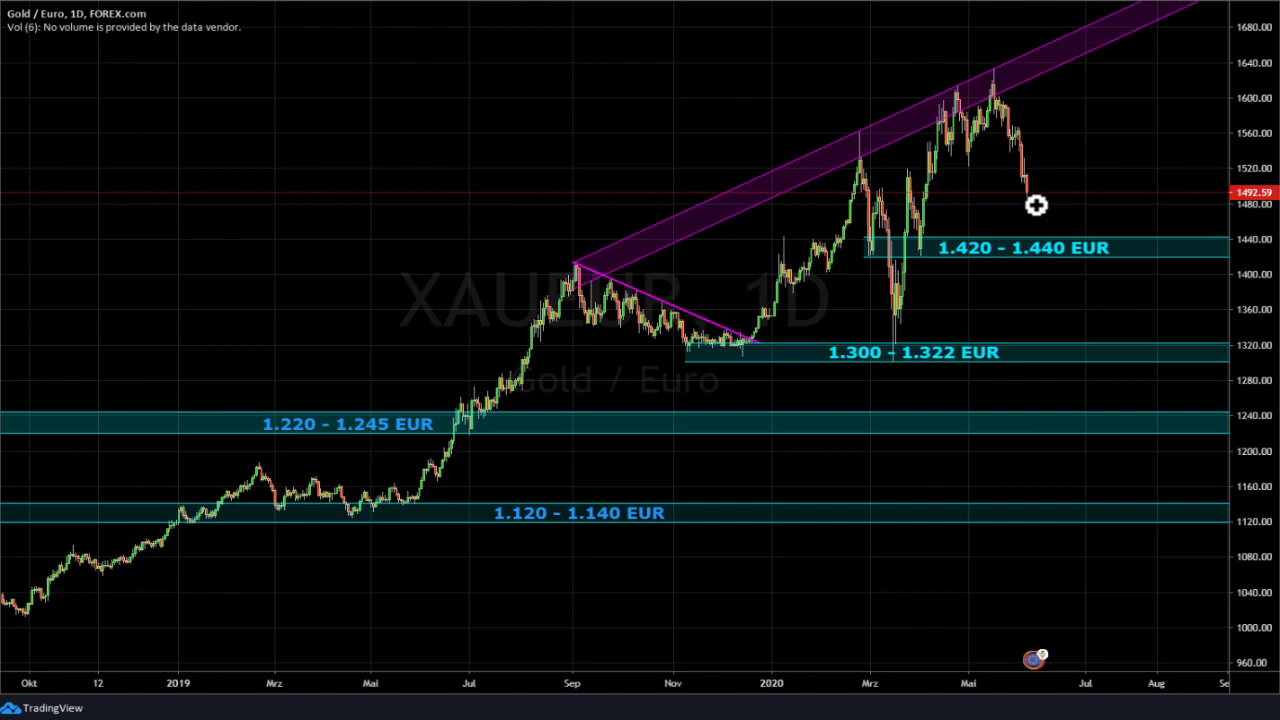 Gold / Euro, 1D, FOREX.com
Vol (6): No volume is provided by the data vendor.
1680.00
1640.00
1600.00
1560.00
1520.00
1492.59
1480.00
1440.00
1.420 - 1.440 EUR
1400.00
XAUEUR, 1D
1360.00
1320.00
1.300 - 1.322 EUR
Gold / Euro
1280.00
1240.00
1.220 - 1.245 EUR
1200.00
1160.00
1.120 - 1.140 EUR
1120.00
1080.00
1040.00
1000.00
960.00
5
Okt 12 2019 Mrz Mai Jul Sep Nov 2020 Mrz Mai Jul Aug Se
TradingView